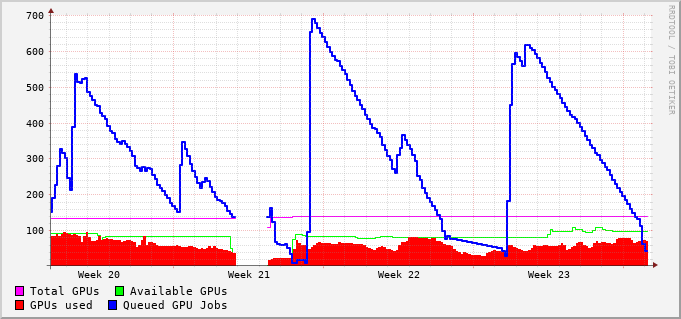 700
600
500
400
300
200
100
Week 20 Week 21 Week 22 Week 23
Total GPUs Available GPUs
GPUs used Queued GPU Jobs
RRDTOOL / TOBI OETIKER